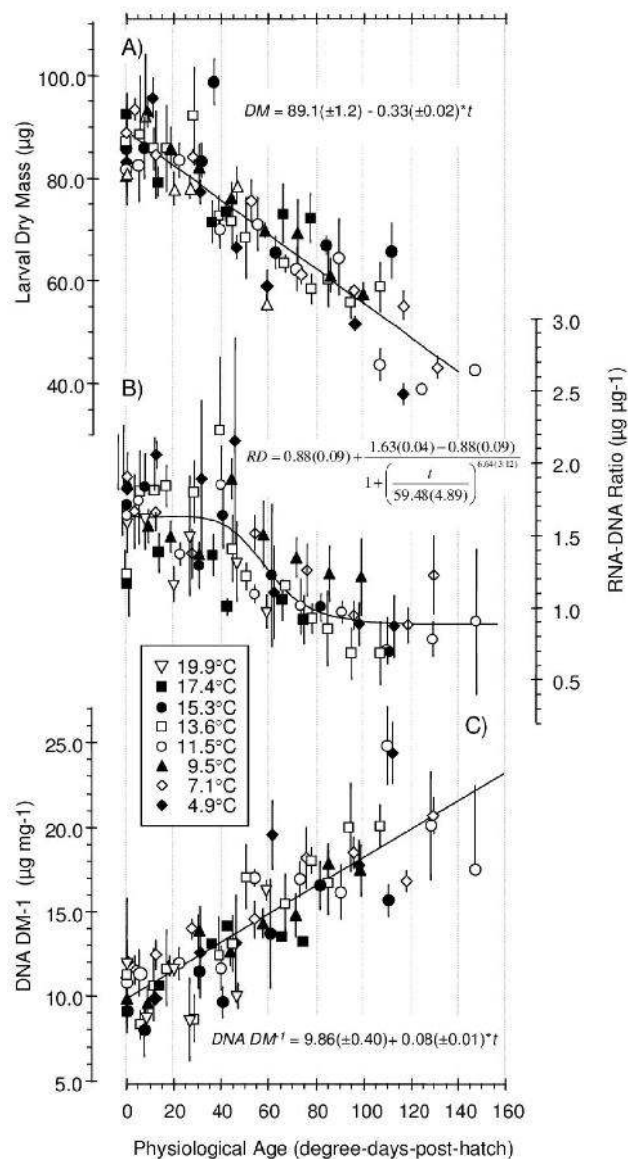 A)
100.0
80.0
60.0
40.0
Larval Dry Mass (µg)
DM = 89.1(±1.2) - 0.33(±0.02)*t
B)
3.0
2.5
2.0
1.5
1.0
0.5
RNA-DNA Ratio (µg µg-1)
RD = 0.88(0.09) + 1.63(0.04) − 0.88(0.09)
1 + ( t / 59.48(4.89) )^6.64(3.12)
19.9°C
17.4°C
15.3°C
13.6°C
11.5°C
9.5°C
7.1°C
4.9°C
C)
25.0
20.0
15.0
10.0
5.0
DNA DM-1 (µg mg-1)
DNA DM-1 = 9.86(±0.40)+ 0.08(±0.01)*t
0 20 40 60 80 100 120 140 160
Physiological Age (degree-days-post-hatch)